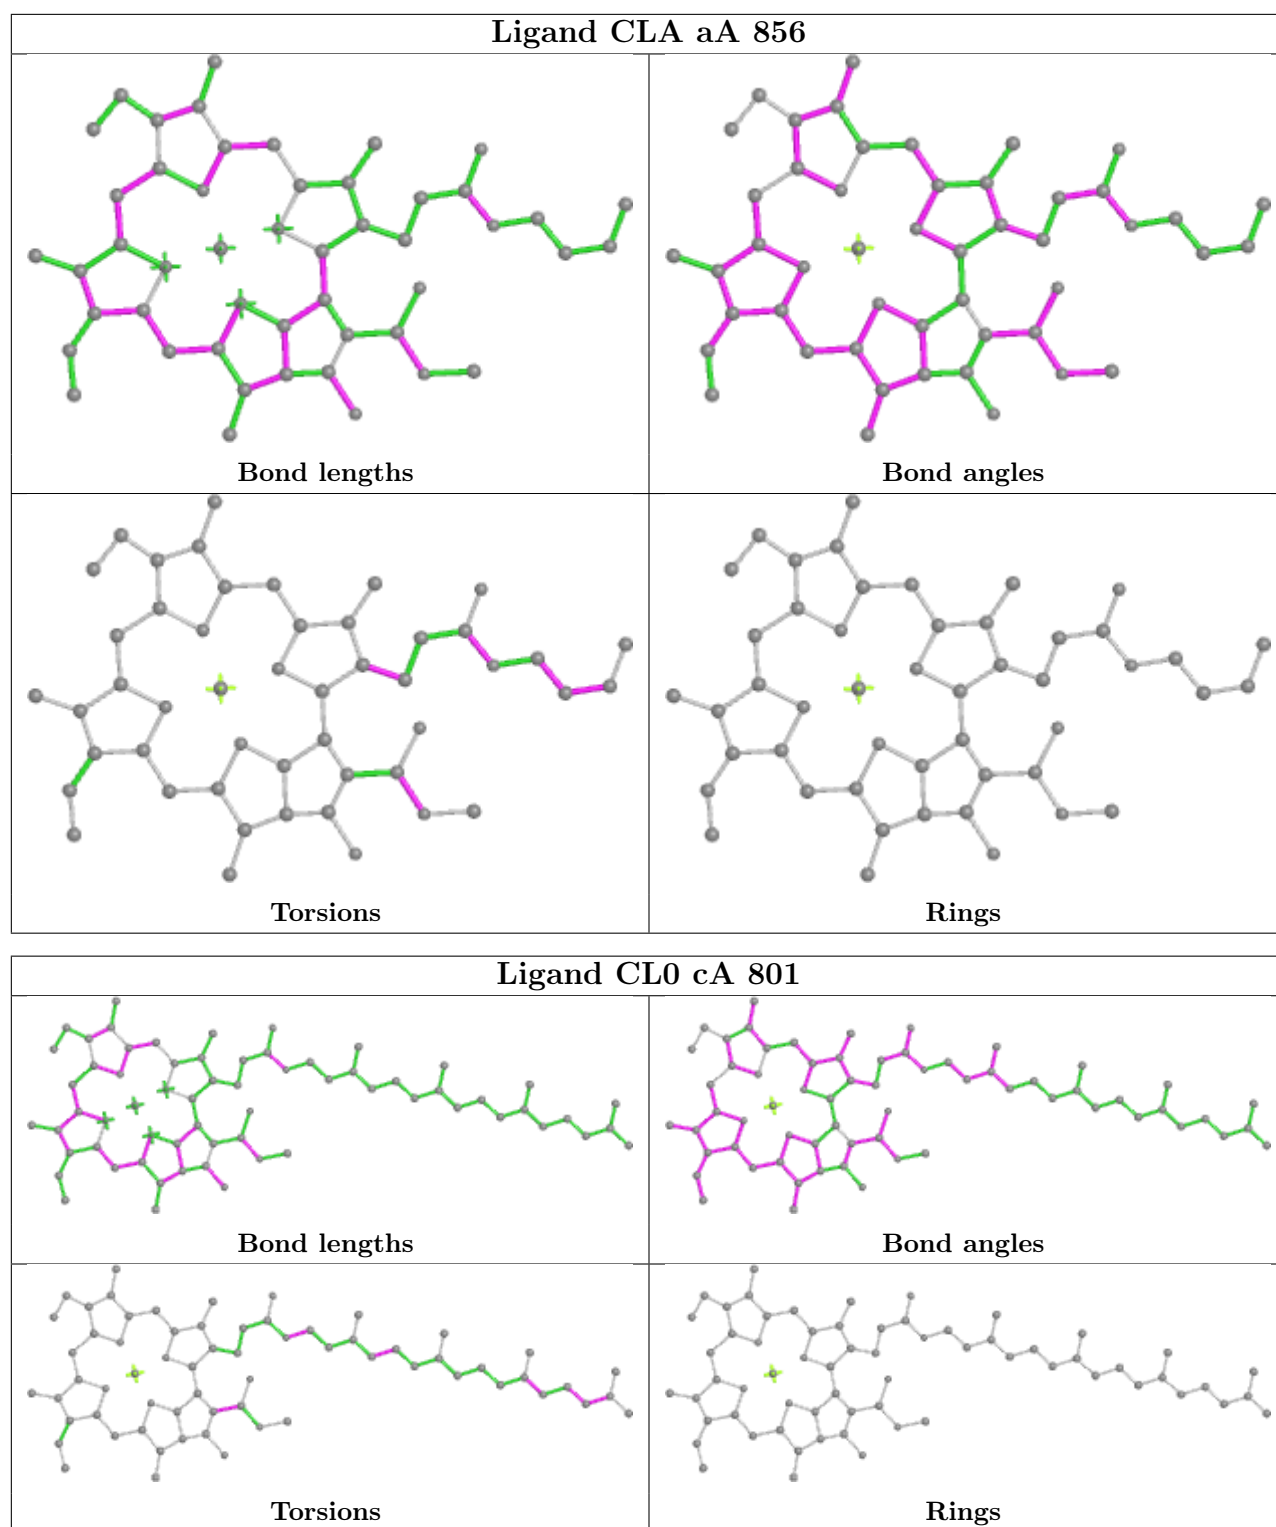 Ligand CLA aA 856
Bond lengths
Bond angles
Torsions
Rings
Ligand CL0 cA 801
Bond lengths
Bond angles
Torsions
Rings